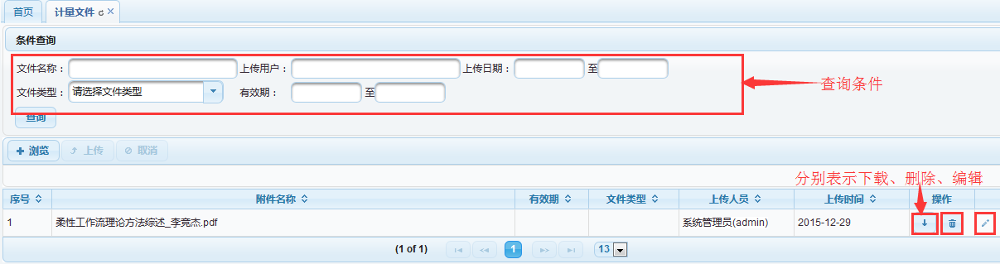 首页 计量文件
条件查询
文件名称： 上传用户： 上传日期： 至
文件类型： 请选择文件类型 有效期： 至
查询条件
查询
浏览 上传 取消
分别表示下载、删除、编辑
序号 附件名称 有效期 文件类型 上传人员 上传时间 操作
1 柔性工作流理论方法综述_李竞杰.pdf 系统管理员(admin) 2015-12-29
(1 of 1) 1 13